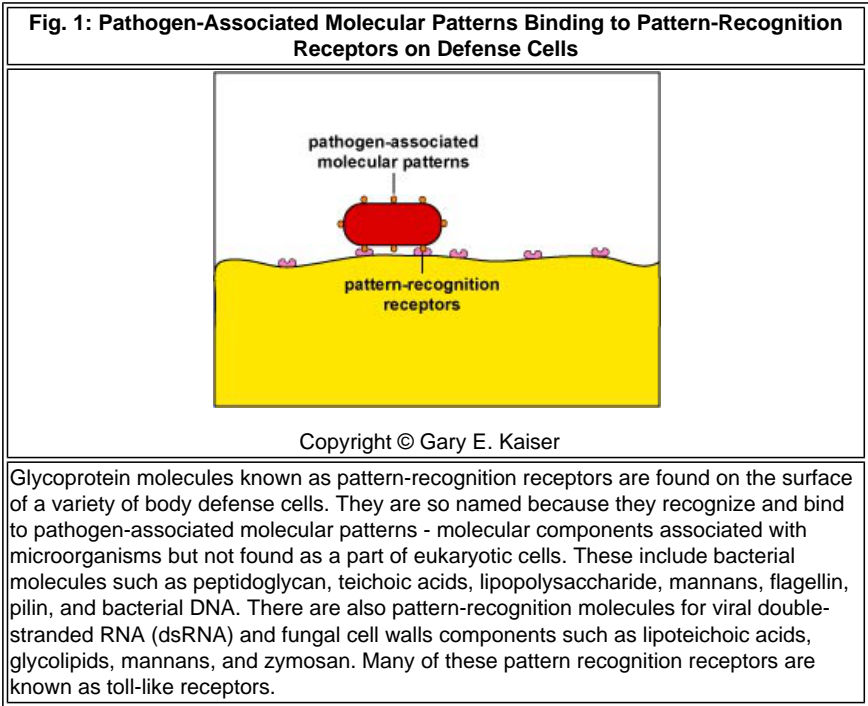 Fig. 1: Pathogen-Associated Molecular Patterns Binding to Pattern-Recognition
Receptors on Defense Cells
pathogen-associated
molecular patterns
pattern-recognition
receptors
Copyright © Gary E. Kaiser
Glycoprotein molecules known as pattern-recognition receptors are found on the surface
of a variety of body defense cells. They are so named because they recognize and bind
to pathogen-associated molecular patterns - molecular components associated with
microorganisms but not found as a part of eukaryotic cells. These include bacterial
molecules such as peptidoglycan, teichoic acids, lipopolysaccharide, mannans, flagellin,
pilin, and bacterial DNA. There are also pattern-recognition molecules for viral double-
stranded RNA (dsRNA) and fungal cell walls components such as lipoteichoic acids,
glycolipids, mannans, and zymosan. Many of these pattern recognition receptors are
known as toll-like receptors.